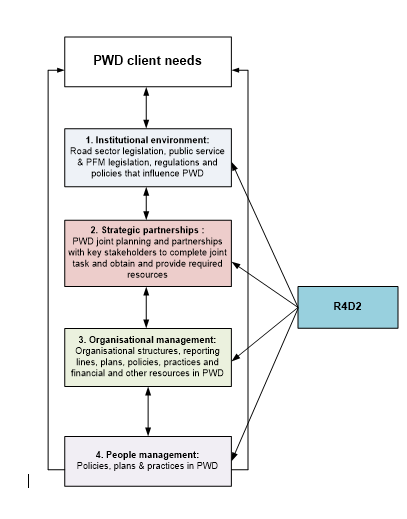 PWD client needs
1. Institutional environment:
Road sector legislation, public service
& PFM legislation, regulations and
policies that influence PWD
2. Strategic partnerships :
PWD joint planning and partnerships
with key stakeholders to complete joint
task and obtain and provide required
resources
R4D2
3. Organisational management:
Organisational structures, reporting
lines, plans, policies, practices and
financial and other resources in PWD
4. People management:
Policies, plans & practices in PWD